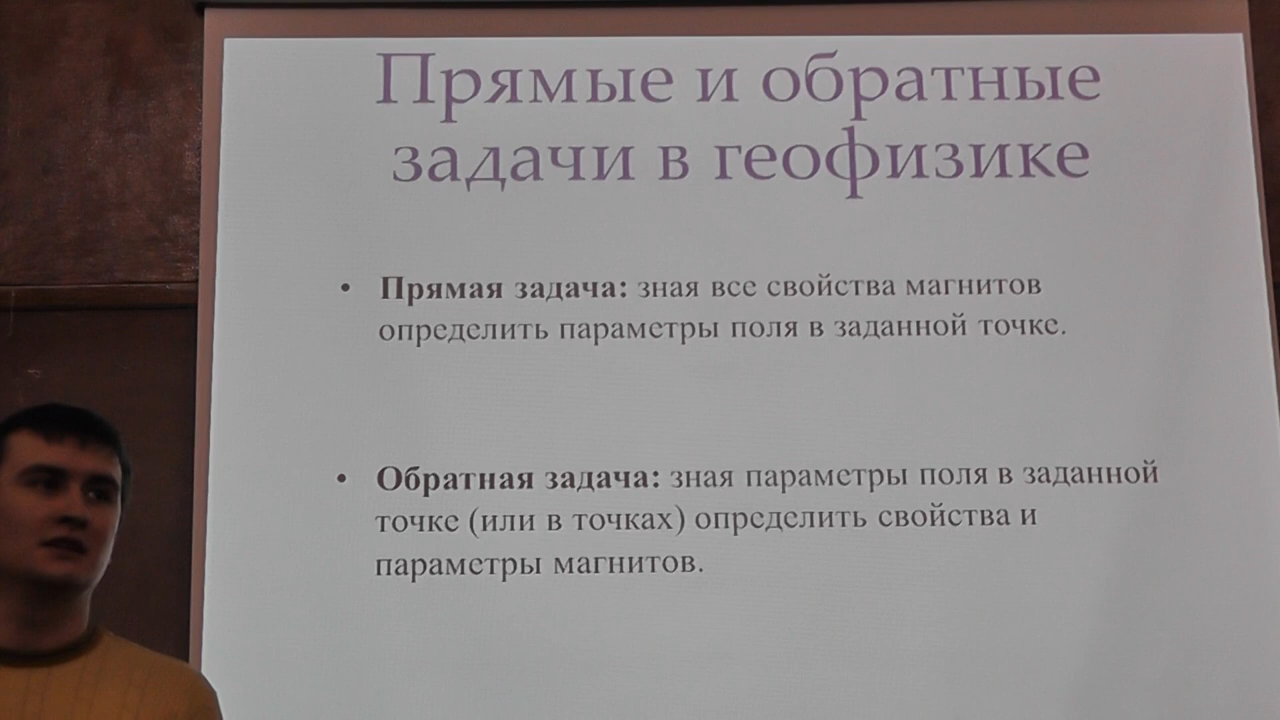 Прямые и обратные
задачи в геофизике
• Прямая задача: зная все свойства магнитов
определить параметры поля в заданной точке.
• Обратная задача: зная параметры поля в заданной
точке (или в точках) определить свойства и
параметры магнитов.